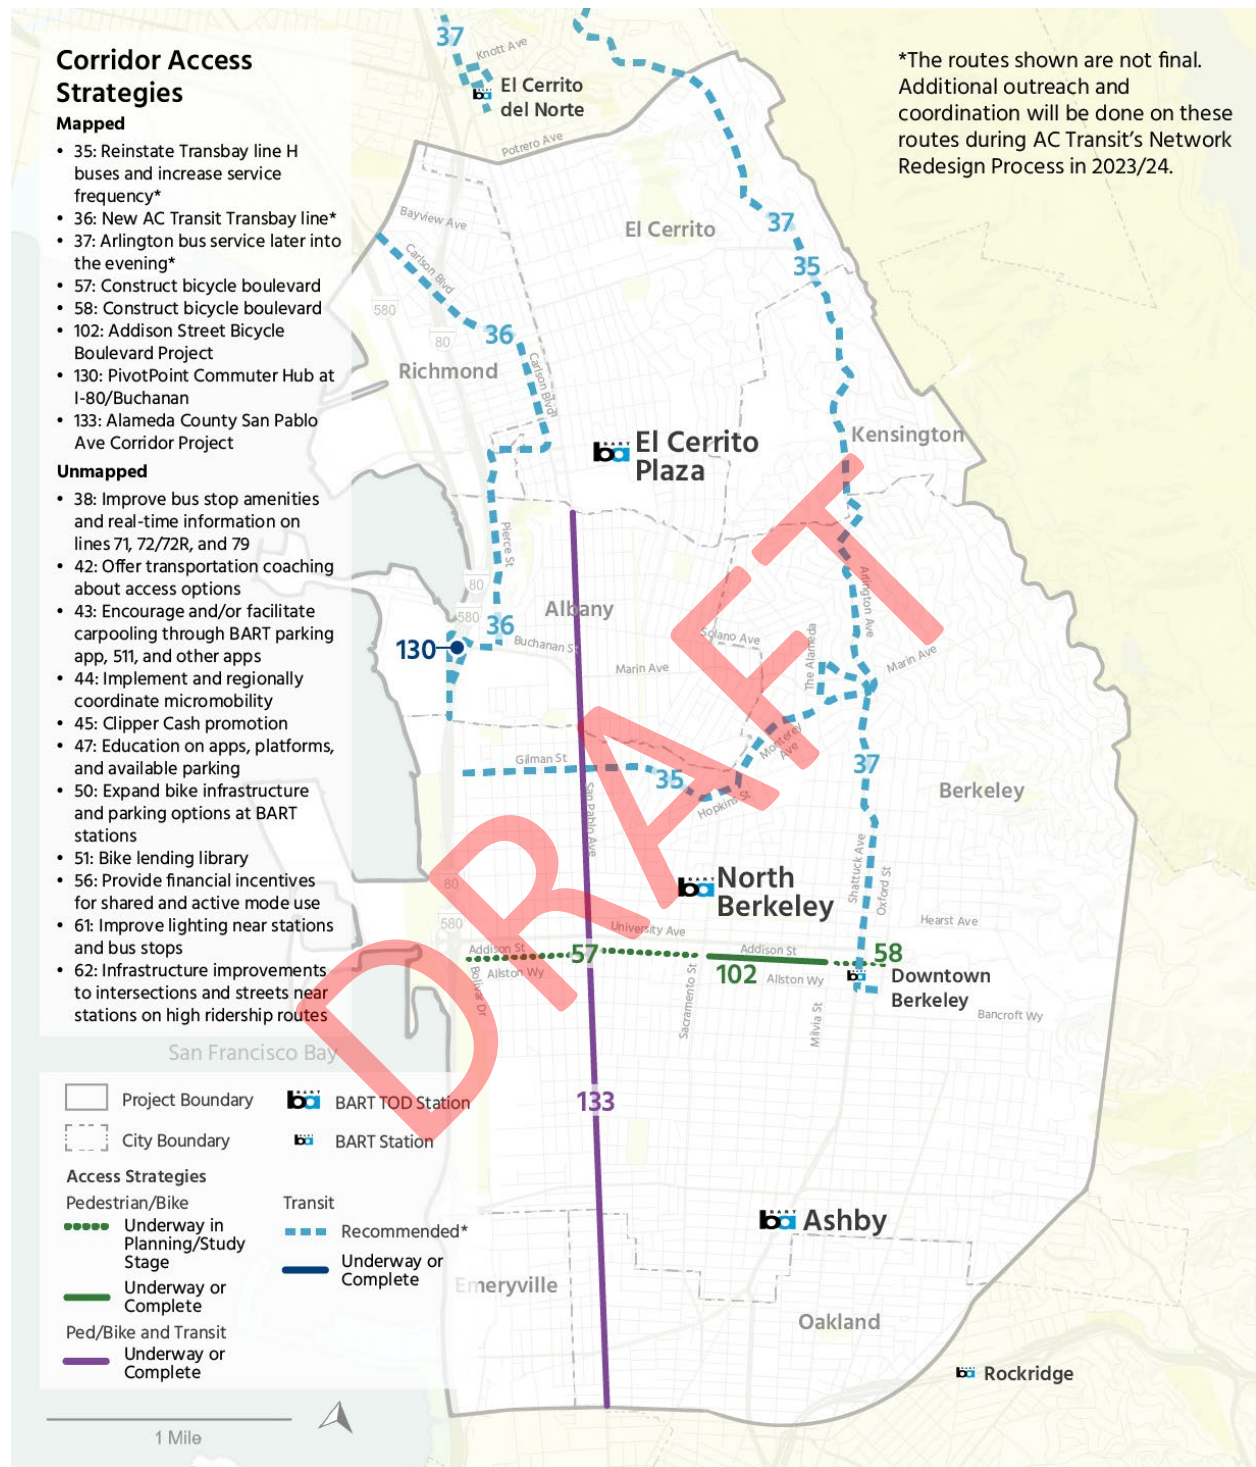 Corridor Access
Strategies
Mapped
• 35: Reinstate Transbay line H
buses and increase service
frequency*
• 36: New AC Transit Transbay line*
• 37: Arlington bus service later into
the evening*
• 57: Construct bicycle boulevard
• 58: Construct bicycle boulevard
• 102: Addison Street Bicycle
Boulevard Project
• 130: PivotPoint Commuter Hub at
I-80/Buchanan
• 133: Alameda County San Pablo
Ave Corridor Project
Unmapped
• 38: Improve bus stop amenities
and real-time information on
lines 71, 72/72R, and 79
• 42: Offer transportation coaching
about access options
• 43: Encourage and/or facilitate
carpooling through BART parking
app, 511, and other apps
• 44: Implement and regionally
coordinate micromobility
• 45: Clipper Cash promotion
• 47: Education on apps, platforms,
and available parking
• 50: Expand bike infrastructure
and parking options at BART
stations
• 51: Bike lending library
• 56: Provide financial incentives
for shared and active mode use
• 61: Improve lighting near stations
and bus stops
• 62: Infrastructure improvements
to intersections and streets near
stations on high ridership routes
*The routes shown are not final.
Additional outreach and
coordination will be done on these
routes during AC Transit's Network
Redesign Process in 2023/24.
37
Knott Ave
ba El Cerrito
del Norte
Potrero Ave
Bayview Ave
El Cerrito
37
35
Carlson Blvd
580
80
36
Richmond
Carlson Blvd
BART
ba El Cerrito
Plaza
Kensington
Pierce St
80
580
Albany
36
130
Buchanan St
Solano Ave
Marin Ave
The Alameda
Arlington Ave
Marin Ave
Monterey
Ave
Gilman St
35
Hopkins St
37
San Pablo Ave
Berkeley
80
580
BART
ba North
Berkeley
Shattuck Ave
Oxford St
Hearst Ave
University Ave
Addison St
57
Addison St
58
Allston Wy
102
Allston Wy
ba Downtown
Berkeley
Bolivar Dr
Sacramento St
Milvia St
Bancroft Wy
San Francisco Bay
133
BART
ba Ashby
Emeryville
Oakland
ba Rockridge
DRAFT
Project Boundary
BART
ba BART TOD Station
City Boundary
ba BART Station
Access Strategies
Pedestrian/Bike
Underway in
Planning/Study
Stage
Underway or
Complete
Ped/Bike and Transit
Underway or
Complete
Transit
Recommended*
Underway or
Complete
1 Mile